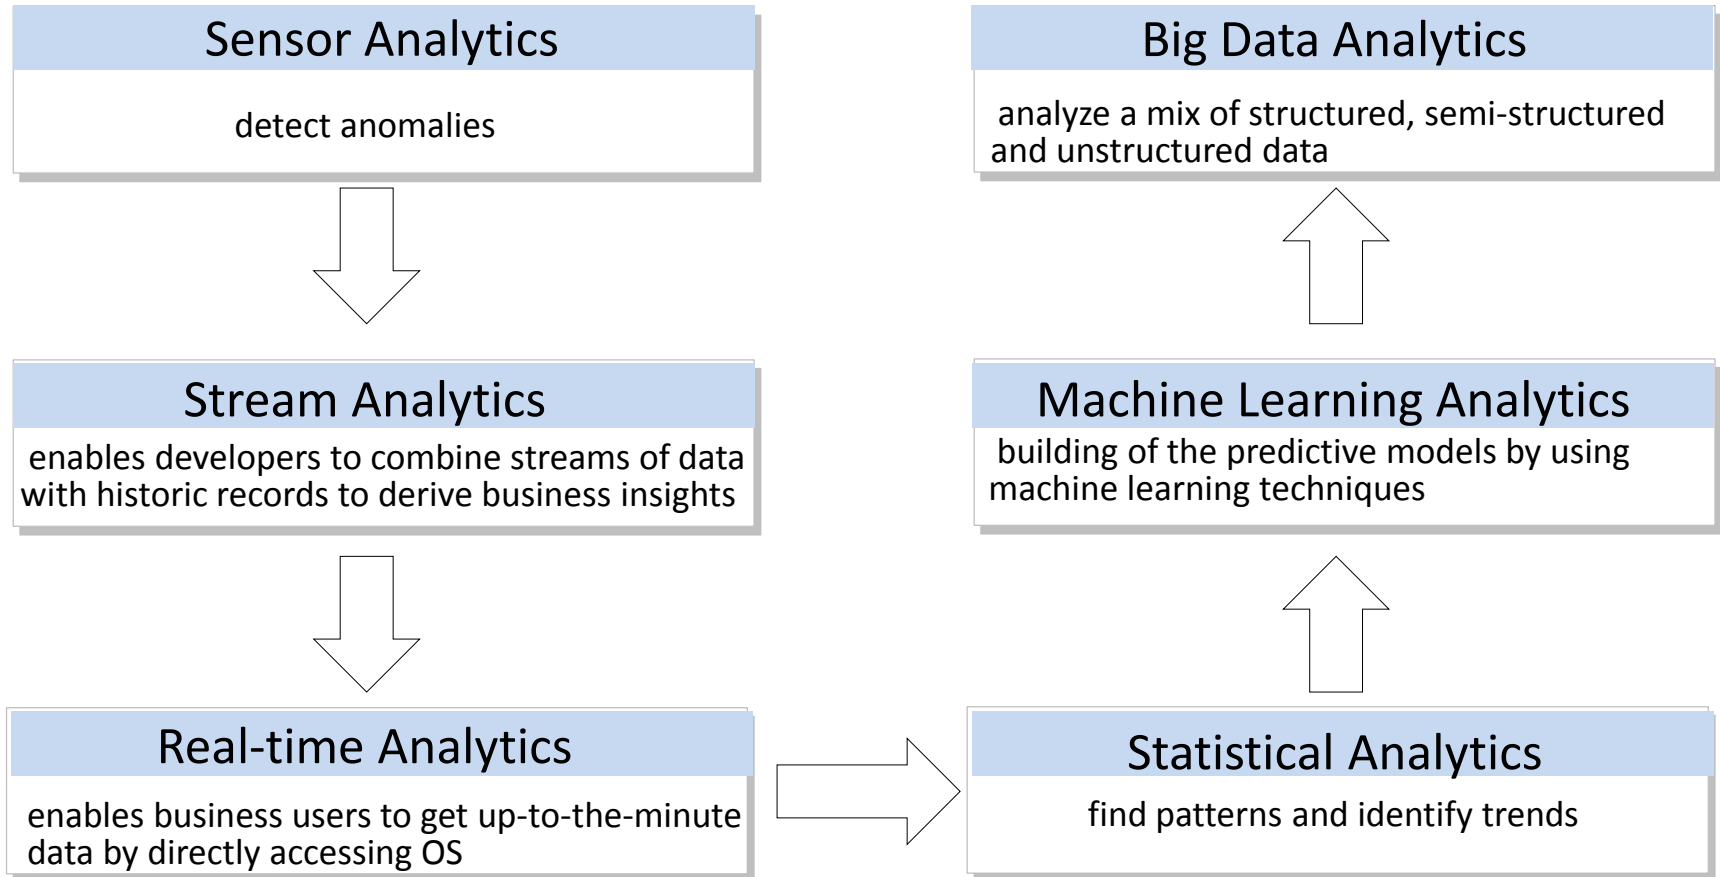 Sensor Analytics
detect anomalies
Stream Analytics
enables developers to combine streams of data
with historic records to derive business insights
Real-time Analytics
enables business users to get up-to-the-minute
data by directly accessing OS
Statistical Analytics
find patterns and identify trends
Machine Learning Analytics
building of the predictive models by using
machine learning techniques
Big Data Analytics
analyze a mix of structured, semi-structured
and unstructured data